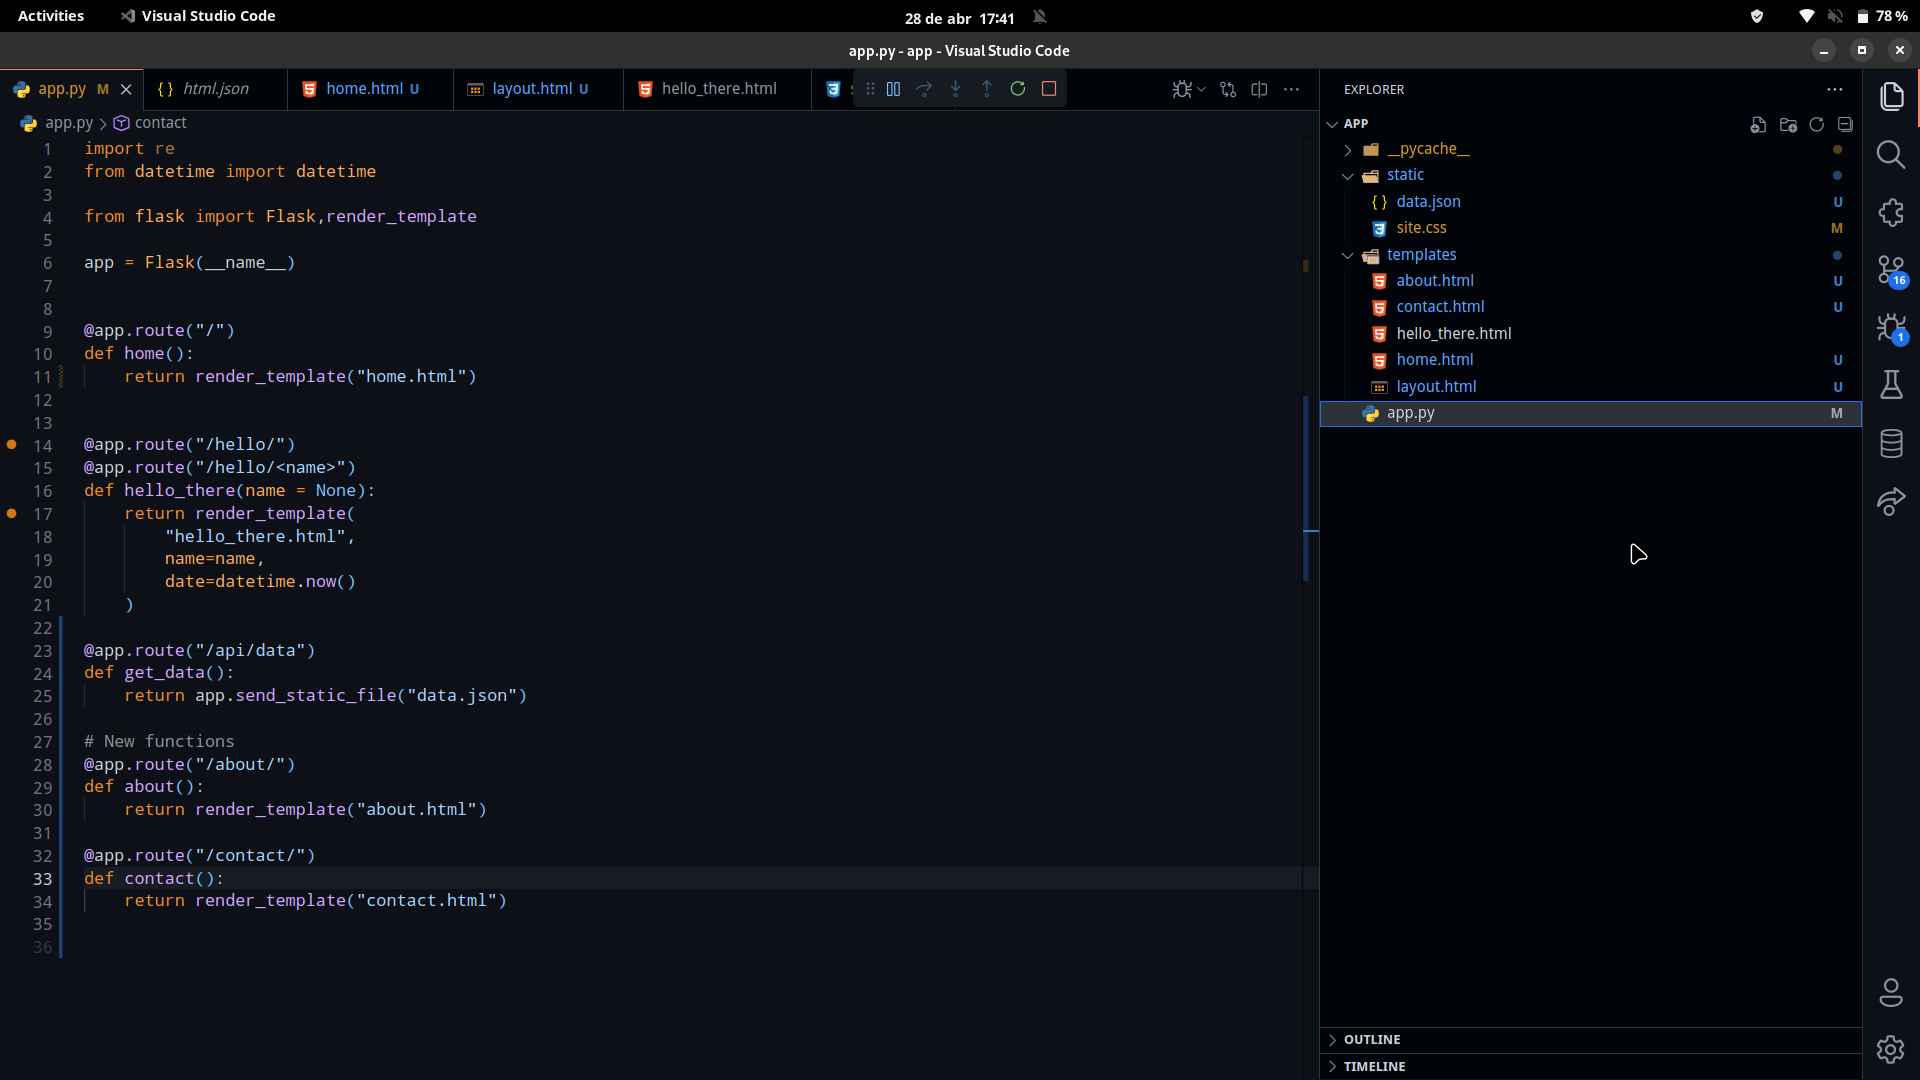 Activities
Visual Studio Code
28 de abr 17:41
78 %
app.py - app - Visual Studio Code
app.py M
html.json
home.html U
layout.html U
hello_there.html
app.py
contact
1 import re
2 from datetime import datetime
3
4 from flask import Flask,render_template
5
6 app = Flask(__name__)
7
8
9 @app.route("/")
10 def home():
11     return render_template("home.html")
12
13
14 @app.route("/hello/")
15 @app.route("/hello/<name>")
16 def hello_there(name = None):
17     return render_template(
18         "hello_there.html",
19         name=name,
20         date=datetime.now()
21     )
22
23 @app.route("/api/data")
24 def get_data():
25     return app.send_static_file("data.json")
26
27 # New functions
28 @app.route("/about/")
29 def about():
30     return render_template("about.html")
31
32 @app.route("/contact/")
33 def contact():
34     return render_template("contact.html")
35
36
EXPLORER
APP
__pycache__
static
data.json U
site.css M
templates
about.html U
contact.html U
hello_there.html
home.html U
layout.html U
app.py M
OUTLINE
TIMELINE
16
1